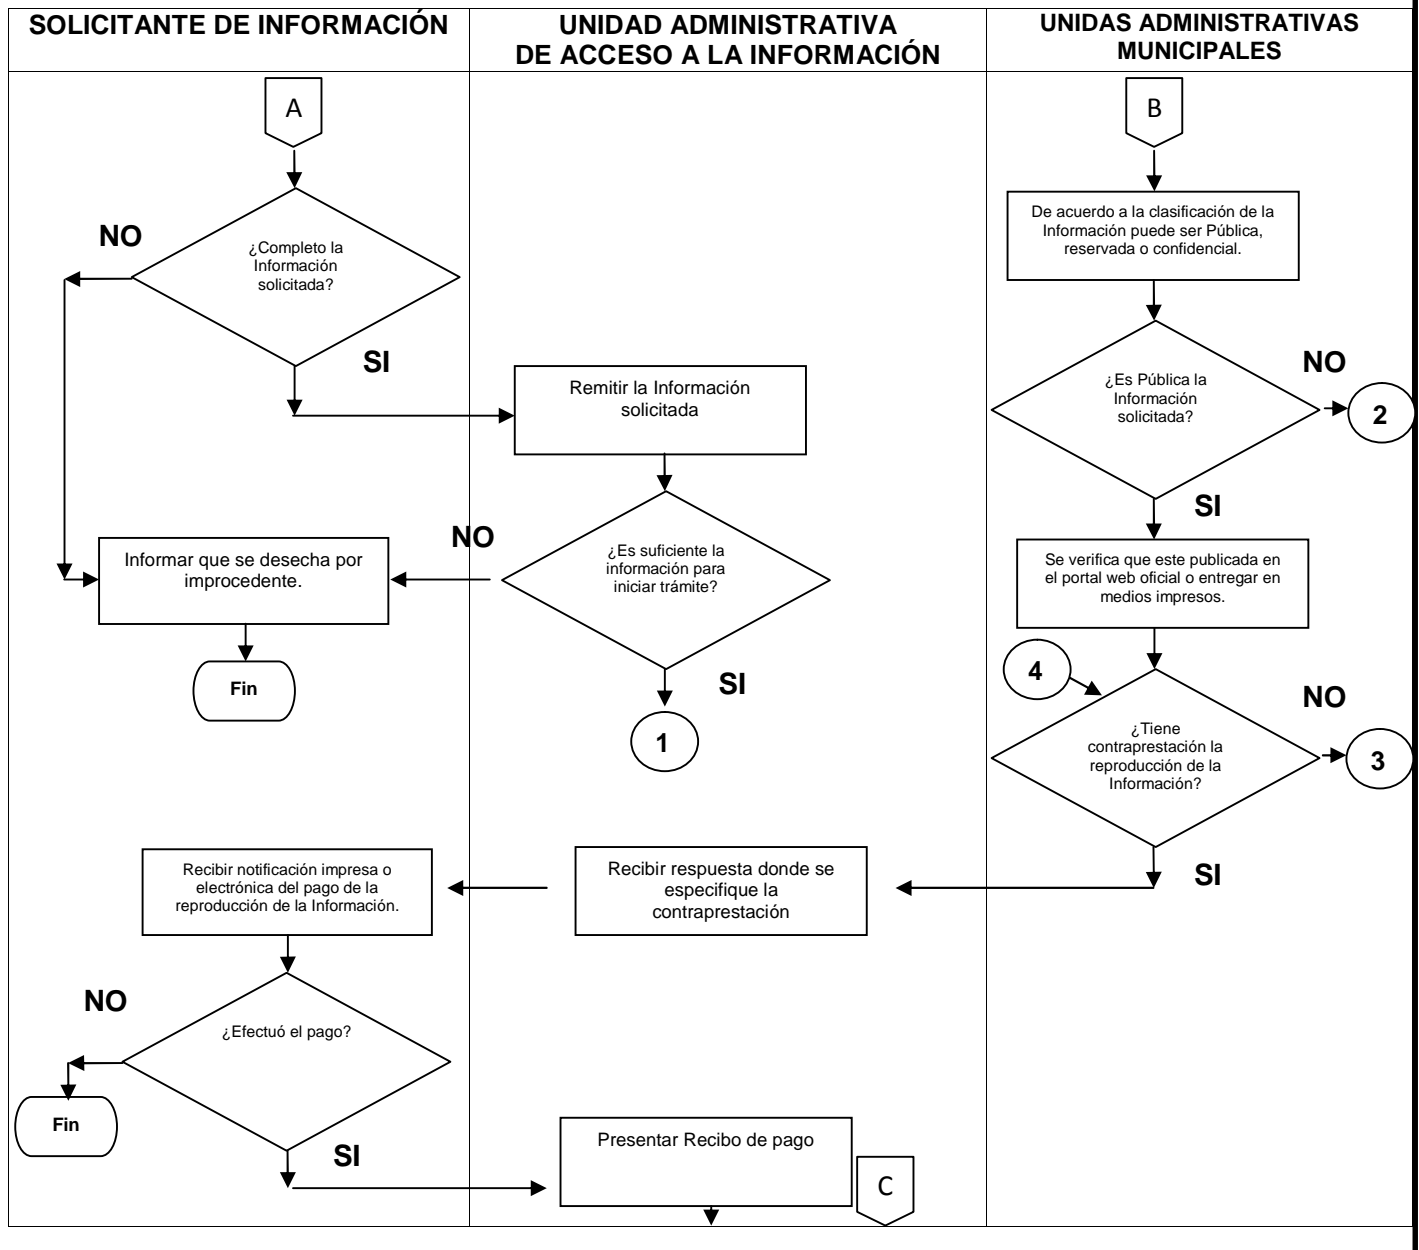 SOLICITANTE DE INFORMACIÓN
UNIDAD ADMINISTRATIVA
DE ACCESO A LA INFORMACIÓN
UNIDAS ADMINISTRATIVAS
MUNICIPALES
A
NO
¿Completo la
Información
solicitada?
SI
Remitir la Información
solicitada
NO
¿Es suficiente la
información para
iniciar trámite?
SI
1
Informar que se desecha por
improcedente.
Fin
B
De acuerdo a la clasificación de la
Información puede ser Pública,
reservada o confidencial.
¿Es Pública la
Información
solicitada?
NO
2
SI
Se verifica que este publicada en
el portal web oficial o entregar en
medios impresos.
4
¿Tiene
contraprestación la
reproducción de la
Información?
NO
3
SI
Recibir respuesta donde se
especifique la
contraprestación
Recibir notificación impresa o
electrónica del pago de la
reproducción de la Información.
¿Efectuó el pago?
NO
Fin
SI
Presentar Recibo de pago
C